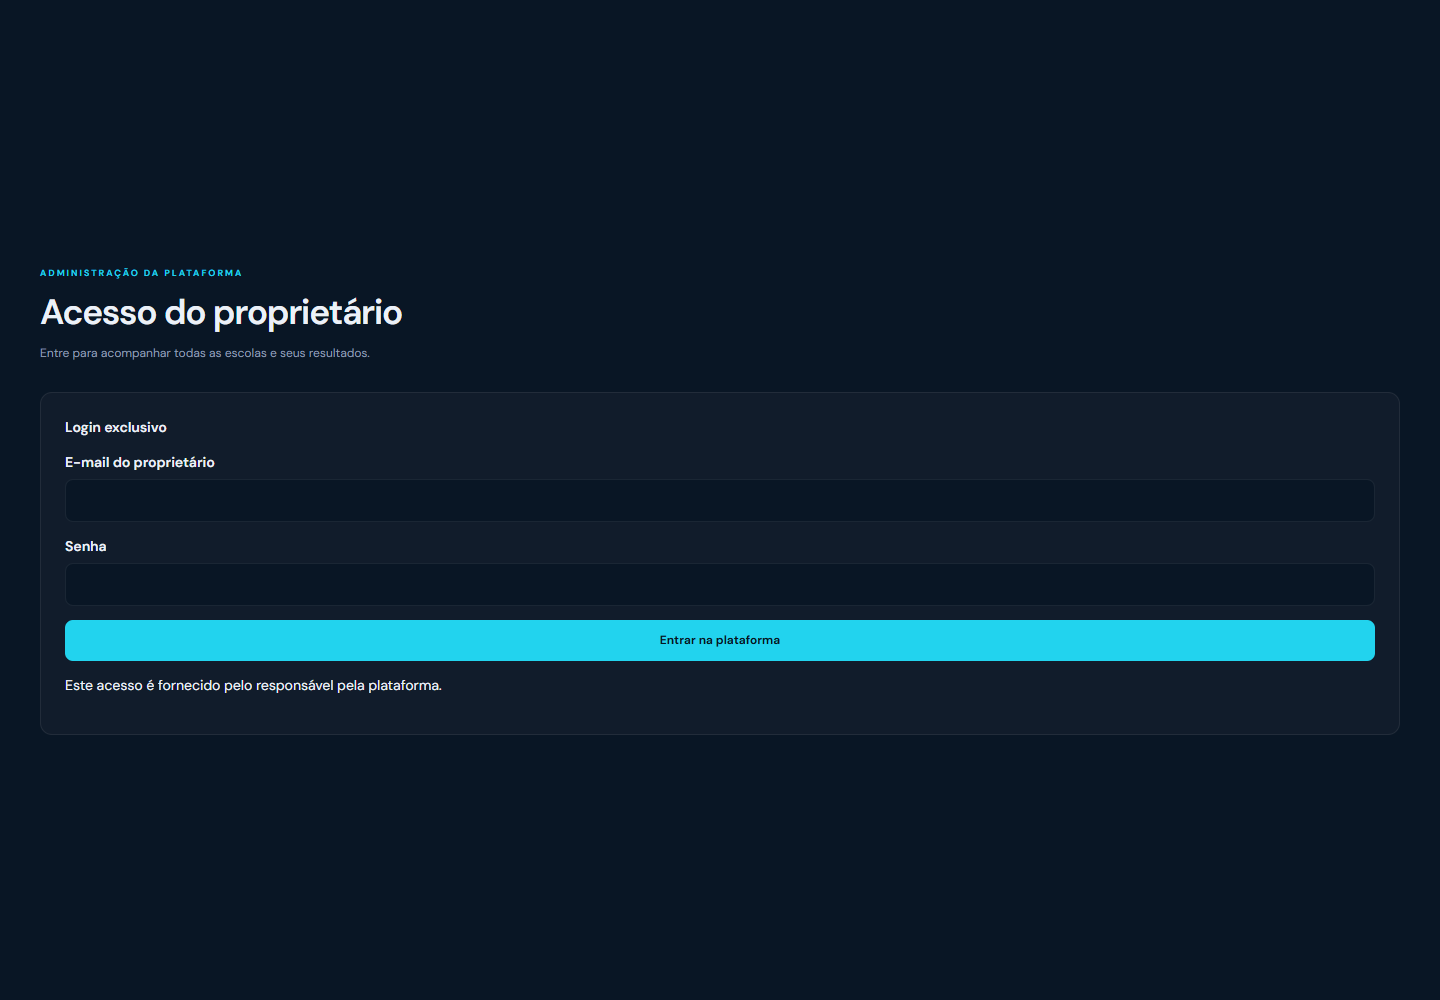 ADMINISTRAÇÃO DA PLATAFORMA
Acesso do proprietário
Entre para acompanhar todas as escolas e seus resultados.
Login exclusivo
E-mail do proprietário
Senha
Entrar na plataforma
Este acesso é fornecido pelo responsável pela plataforma.